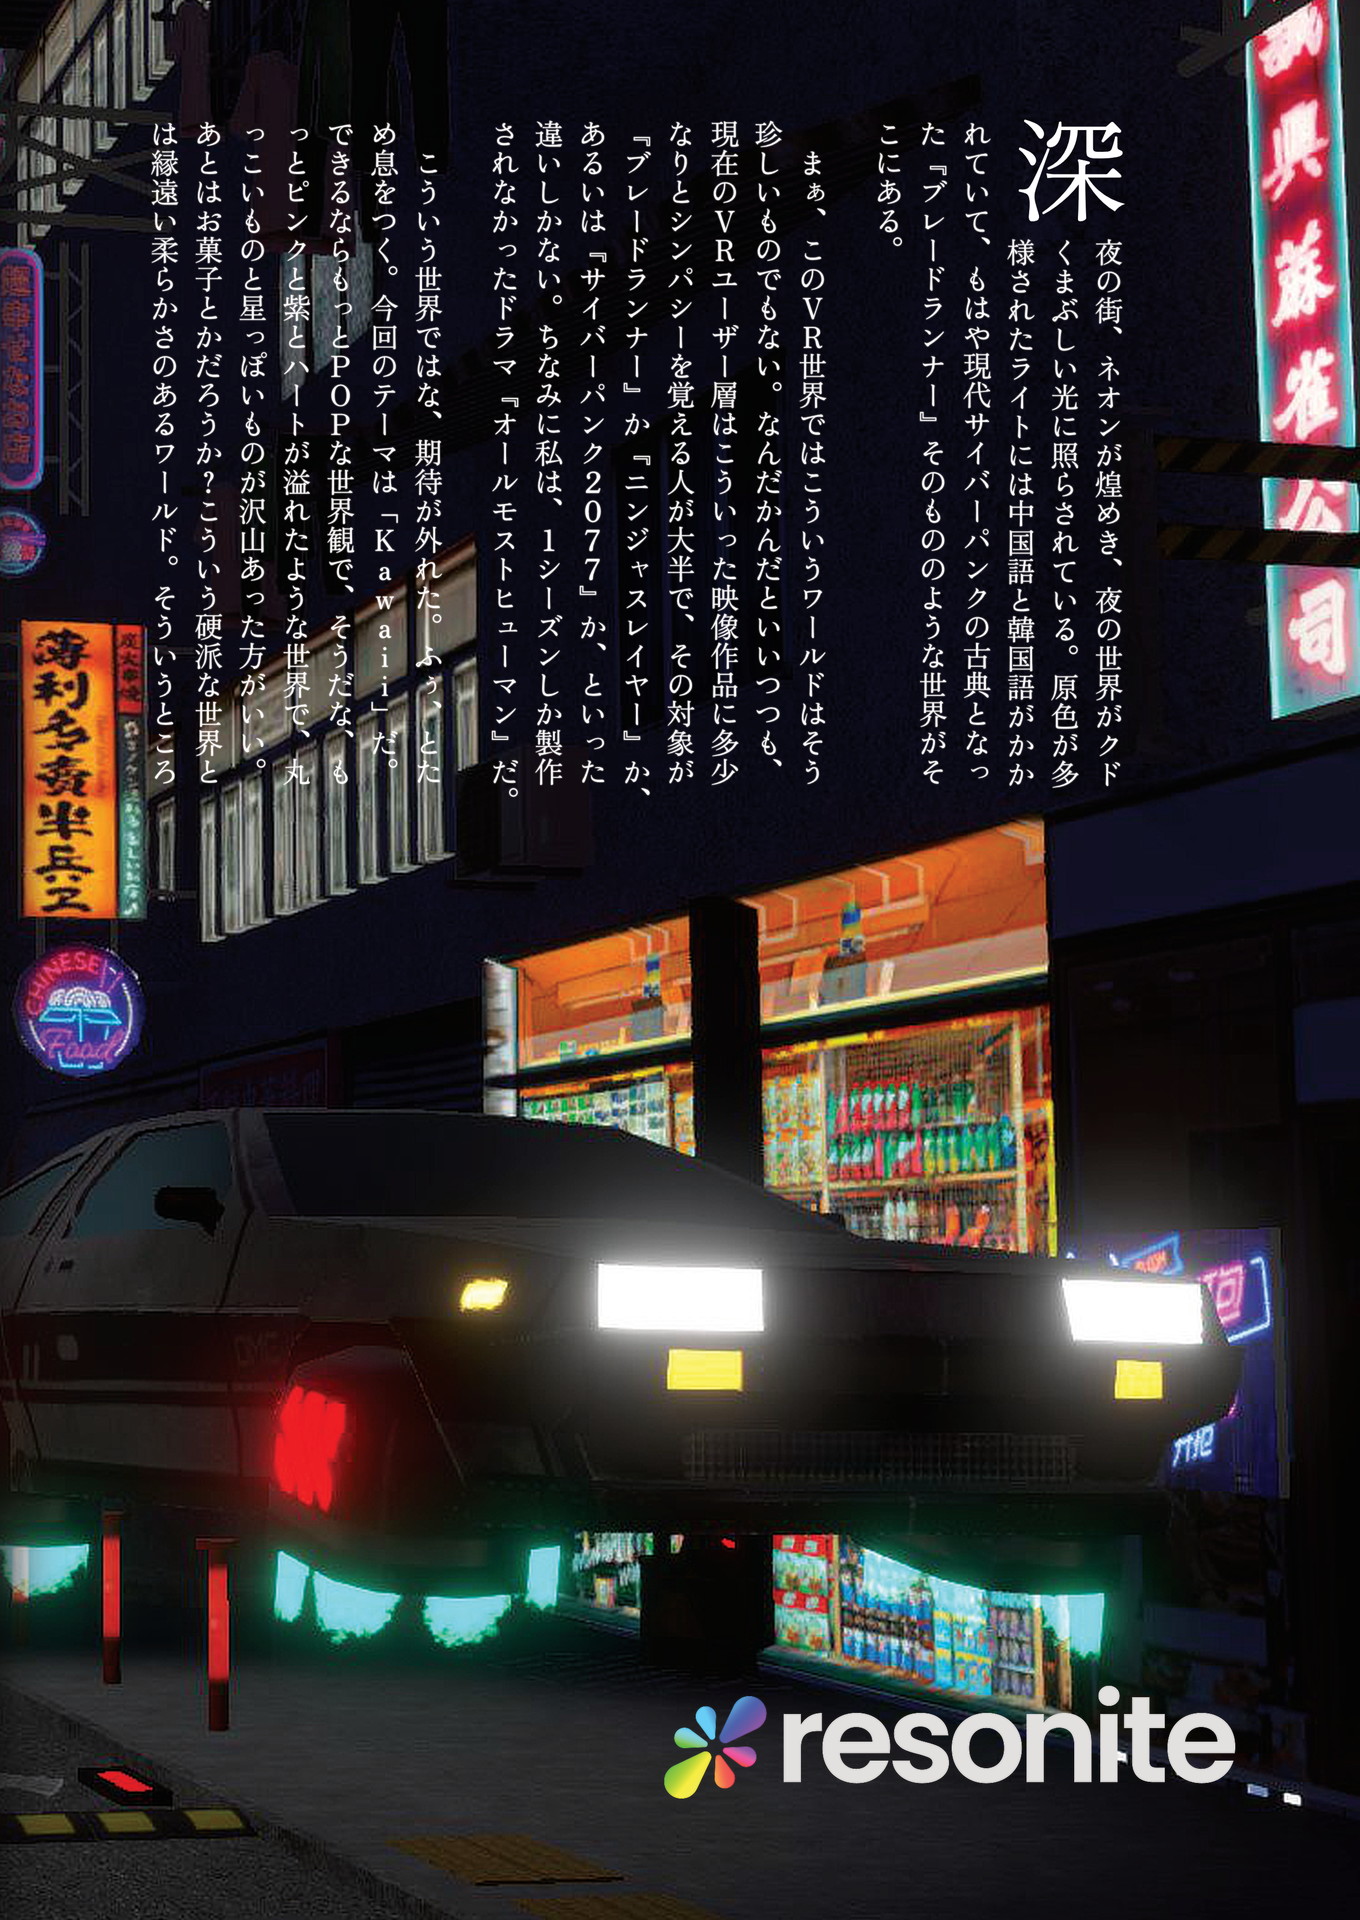 深夜の街、ネオンが煌めき、夜の世界がクド
くまぶしい光に照らされている。原色が多
様されたライトには中国語と韓国語がかか
れていて、もはや現代サイバーパンクの古典となっ
た『ブレードランナー』そのもののような世界がそ
こにある。
まぁ、このVR世界ではこういうワールドはそう
珍しいものでもない。なんだかんだといいつつも、
現在のVRユーザー層はこういった映像作品に多少
なりとシンパシーを覚える人が大半で、その対象が
『ブレードランナー』か『ニンジャスレイヤー』か、
あるいは『サイバーパンク2077』か、といった
違いしかない。ちなみに私は、1シーズンしか製作
されなかったドラマ『オールモストヒューマン』だ。
こういう世界ではな、期待が外れた。ふぅ、とた
め息をつく。今回のテーマは「Kawaii」だ。
できるならもっとPOPな世界観で、そうだな、も
っとピンクと紫とハートが溢れたような世界で、丸
っこいものと星っぽいものが沢山あった方がいい。
あとはお菓子とかだろうか?こういう硬派な世界と
は縁遠い柔らかさのあるワールド。そういうところ
興蔴雀公司
薄利多賣半兵ヱ
炭火串焼
CHINESE
Food
resonite